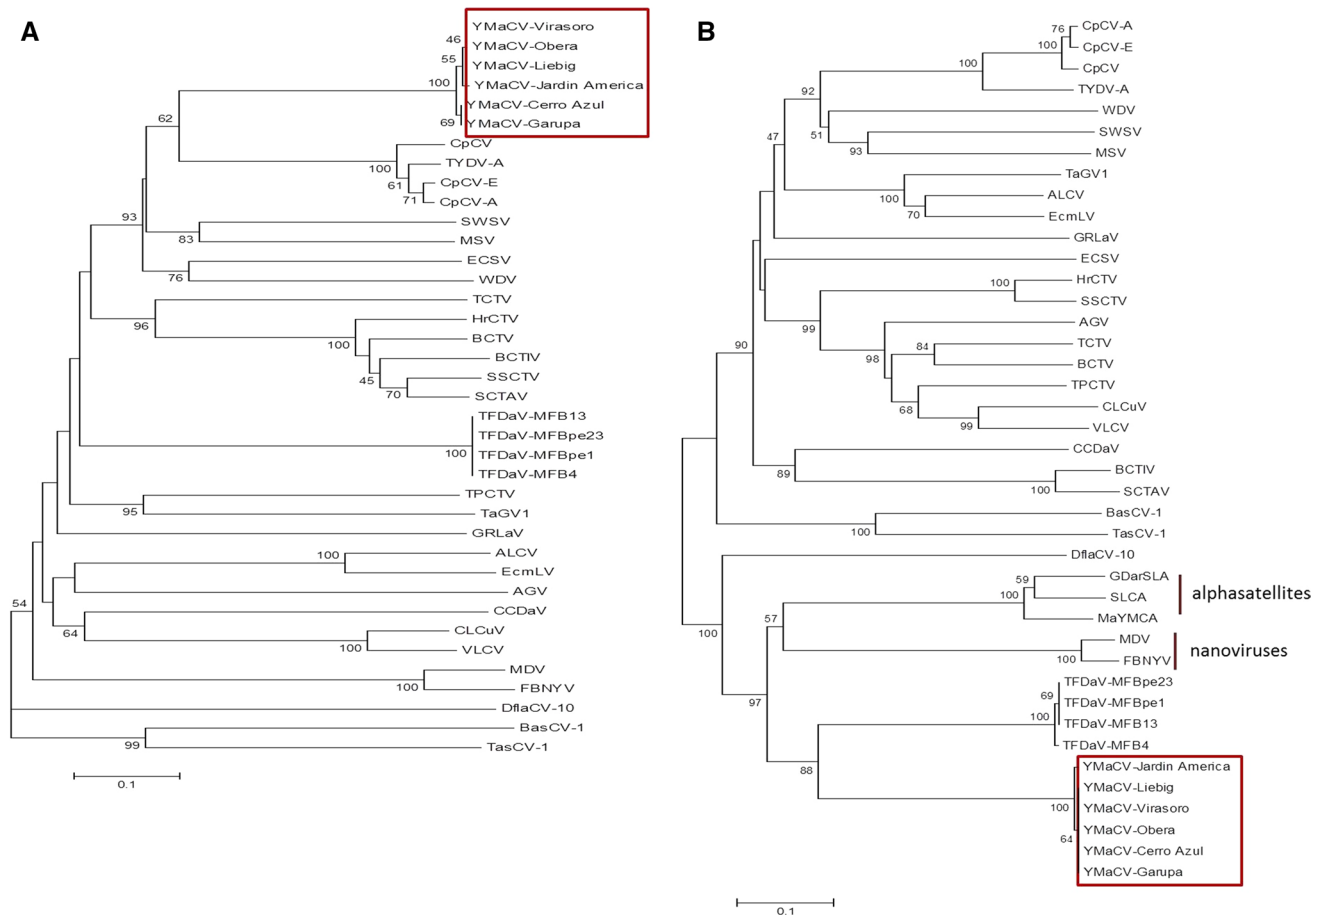 A
YMaCV-Virasoro
46
YMaCV-Obera
55
YMaCV-Liebig
100
YMaCV-Jardin America
YMaCV-Cerro Azul
69
YMaCV-Garupa
62
CpCV
100
TYDV-A
61
CpCV-E
71
CpCV-A
93
SWSV
83
MSV
ECSV
76
WDV
TCTV
96
HrCTV
100
BCTV
BCTIV
45
SSCTV
70
SCTAV
TFDaV-MFB13
TFDaV-MFBpe23
100
TFDaV-MFBpe1
TFDaV-MFB4
TPCTV
95
TaGV1
GRLaV
100
ALCV
EcmLV
AGV
54
CCDaV
64
CLCuV
100
VLCV
MDV
100
FBNYV
DflaCV-10
BasCV-1
99
TasCV-1
0.1
B
76
CpCV-A
100
CpCV-E
100
CpCV
92
TYDV-A
WDV
51
SWSV
93
MSV
47
TaGV1
100
ALCV
70
EcmLV
GRLaV
ECSV
100
HrCTV
SSCTV
99
AGV
90
84
TCTV
98
BCTV
TPCTV
68
CLCuV
99
VLCV
CCDaV
89
BCTIV
100
SCTAV
BasCV-1
100
TasCV-1
DflaCV-10
59
GDarSLA
100
SLCA
alphasatellites
MaYMCA
57
MDV
100
FBNYV
nanoviruses
100
TFDaV-MFBpe23
69
TFDaV-MFBpe1
97
100
TFDaV-MFB13
TFDaV-MFB4
88
YMaCV-Jardin America
YMaCV-Liebig
100
YMaCV-Virasoro
YMaCV-Obera
64
YMaCV-Cerro Azul
YMaCV-Garupa
0.1